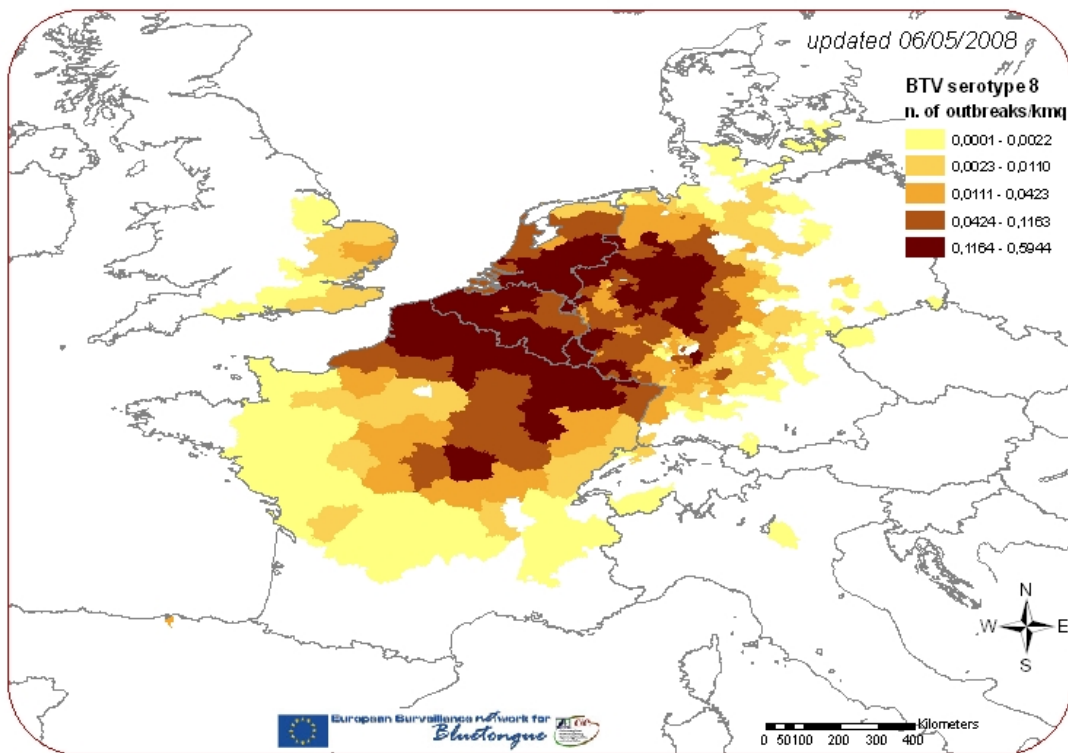 updated 06/05/2008
BTV serotype 8
n. of outbreaks/kmq
0,0001 - 0,0022
0,0023 - 0,0110
0,0111 - 0,0423
0,0424 - 0,1163
0,1164 - 0,5944
N
W E
S
European Surveillance network for
Bluetongue
Kilometers
0 50 100 200 300 400